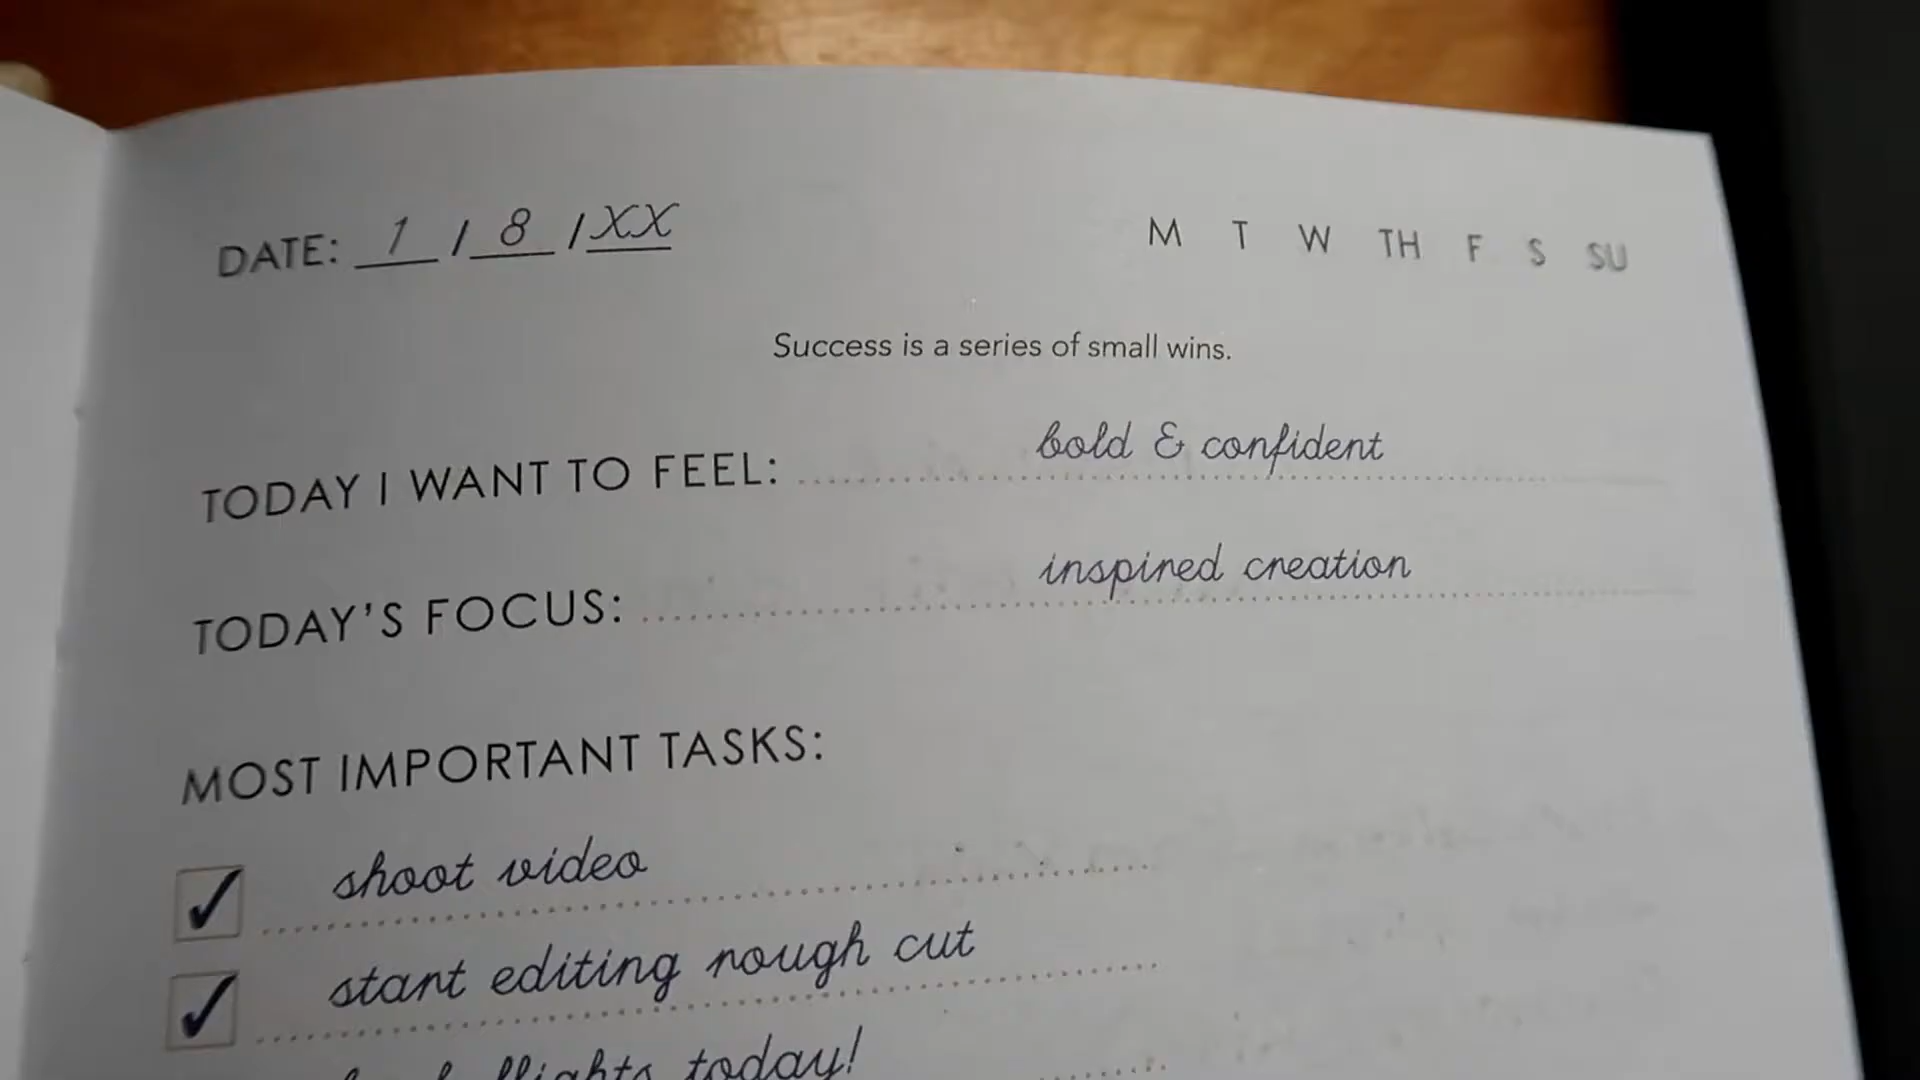 DATE: 1 / 8 / XX M T W TH F S SU
Success is a series of small wins.
TODAY I WANT TO FEEL: bold & confident
TODAY'S FOCUS: inspired creation
MOST IMPORTANT TASKS:
shoot video
start editing rough cut
flights today!